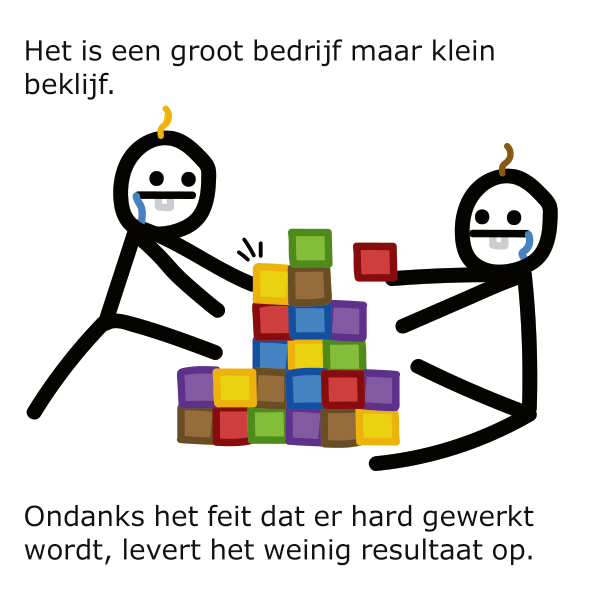 Het is een groot bedrijf maar klein
beklijf.
Ondanks het feit dat er hard gewerkt
wordt, levert het weinig resultaat op.